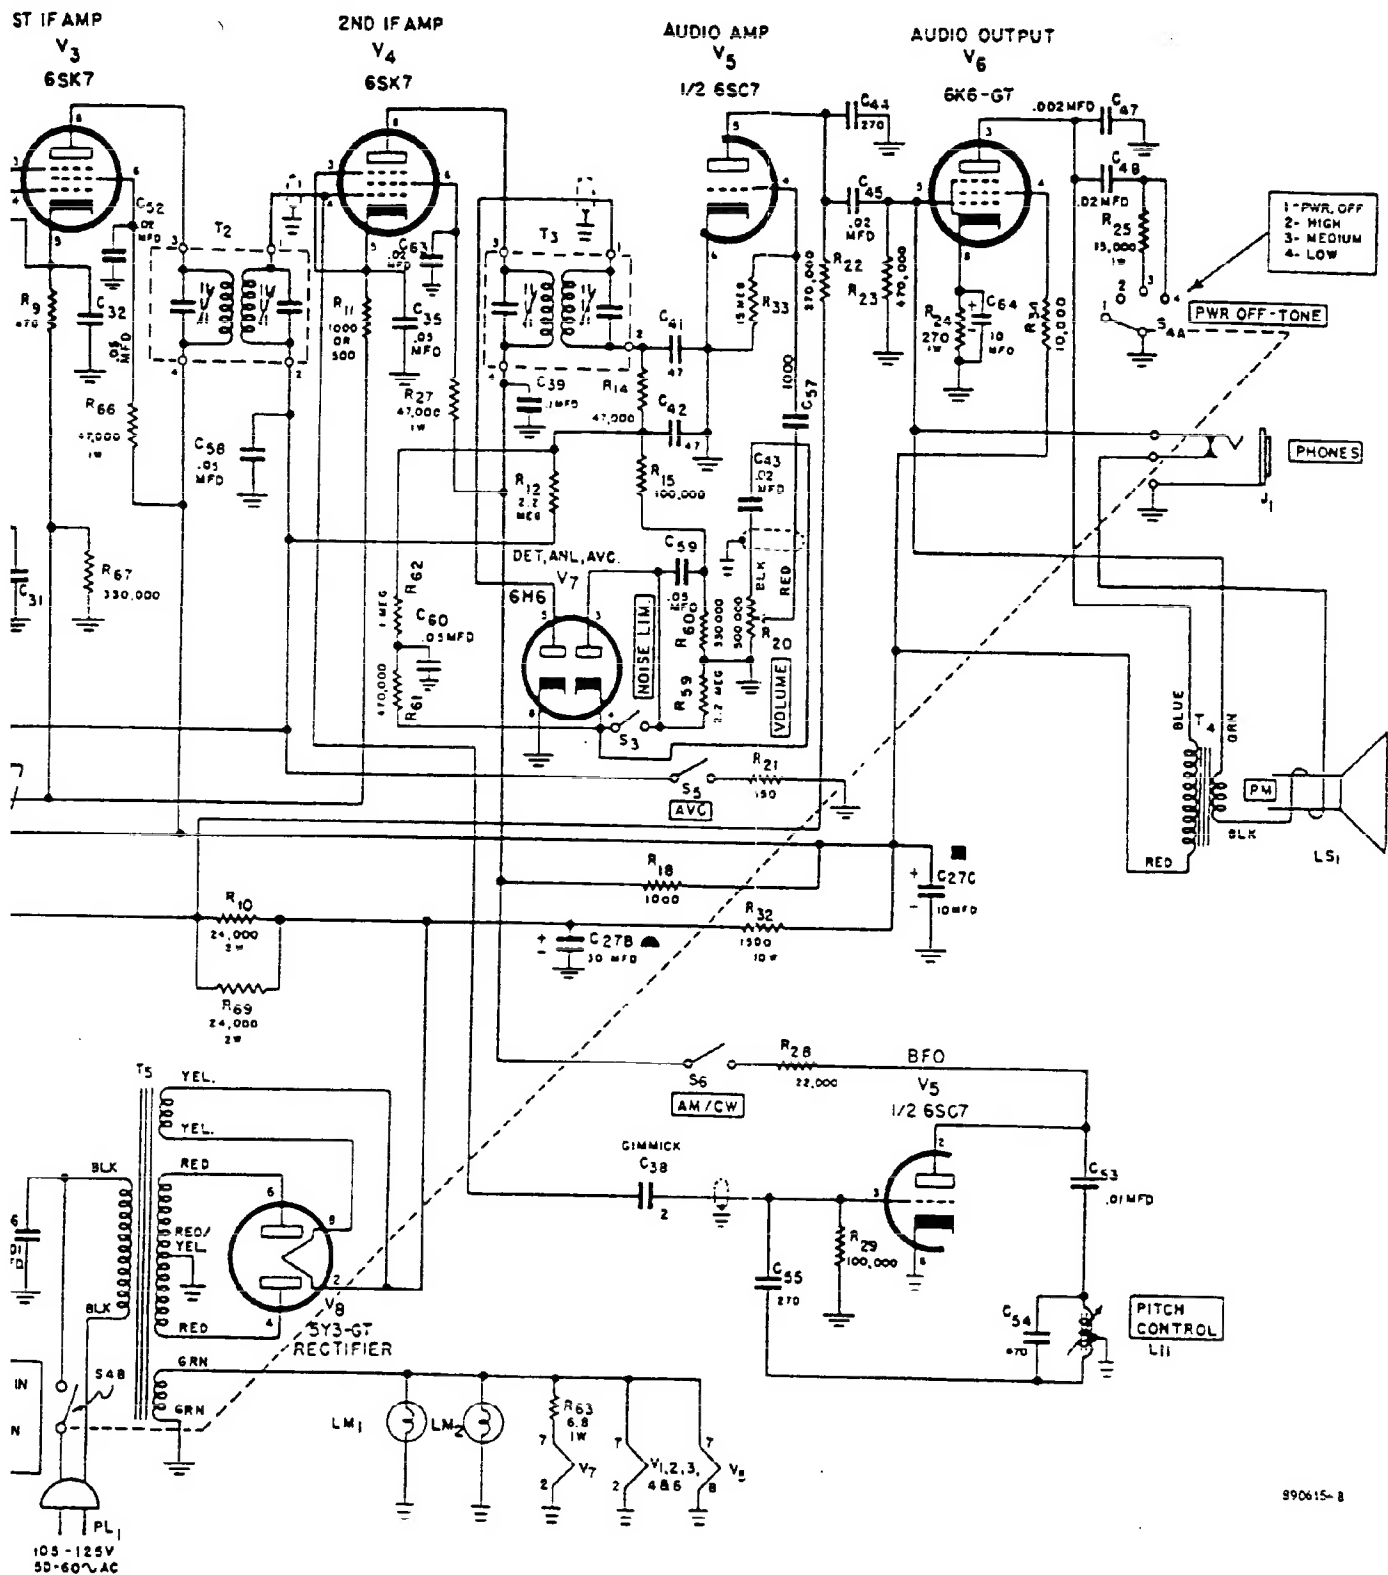 ST IF AMP
V3
6SK7
2ND IF AMP
V4
6SK7
AUDIO AMP
V5
1/2 6SC7
AUDIO OUTPUT
V6
6K6-GT
C44
270
.002 MFD
C47
C45
.02
MFD
C48
.02 MFD
R25
15,000
1W
1-PWR. OFF
2- HIGH
3- MEDIUM
4- LOW
PWR OFF-TONE
S4A
C52
.02
MFD
T2
C63
.02
MFD
T3
R9
470
C32
.05
MFD
R11
1000
OR
500
C35
.05
MFD
R33
15 MEG
R22
270,000
R23
470,000
R24
270
1W
C64
10
MFD
R34
10,000
C41
47
C39
.1MFD
R14
47,000
C42
47
1000
C57
R66
47,000
1W
R27
47,000
1W
C58
.05
MFD
R12
2.2
MEG
R15
100,000
C43
.02
MFD
PHONES
J1
C31
R67
330,000
DET, ANL, AVC.
V7
6H6
C59
.05
MFD
BLK
RED
R62
1 MEG
C60
.05MFD
R61
470,000
NOISE LIM.
R60
330,000
500,000
R20
R59
2.2 MEG
VOLUME
S3
BLUE
T4
GRN
PM
BLK
RED
LS1
S5
AVC
R21
150
R18
1000
C27C
10MFD
R10
24,000
2W
C27B
30 MFD
R32
1500
10W
R69
24,000
2W
S6
AM/CW
R28
22,000
BFO
V5
1/2 6SC7
T5
YEL.
YEL.
BLK
RED
GIMMICK
C38
2
C53
.01MFD
6
01
FD
RED/
YEL.
R29
100,000
C55
270
BLK
RED
V8
5Y3-GT
RECTIFIER
C54
470
PITCH
CONTROL
L11
GRN
IN
N
S4B
GRN
LM1
LM2
R63
6.8
1W
V7
V1,2,3,
4&6
V5
PL1
105-125V
50-60~AC
890615-B